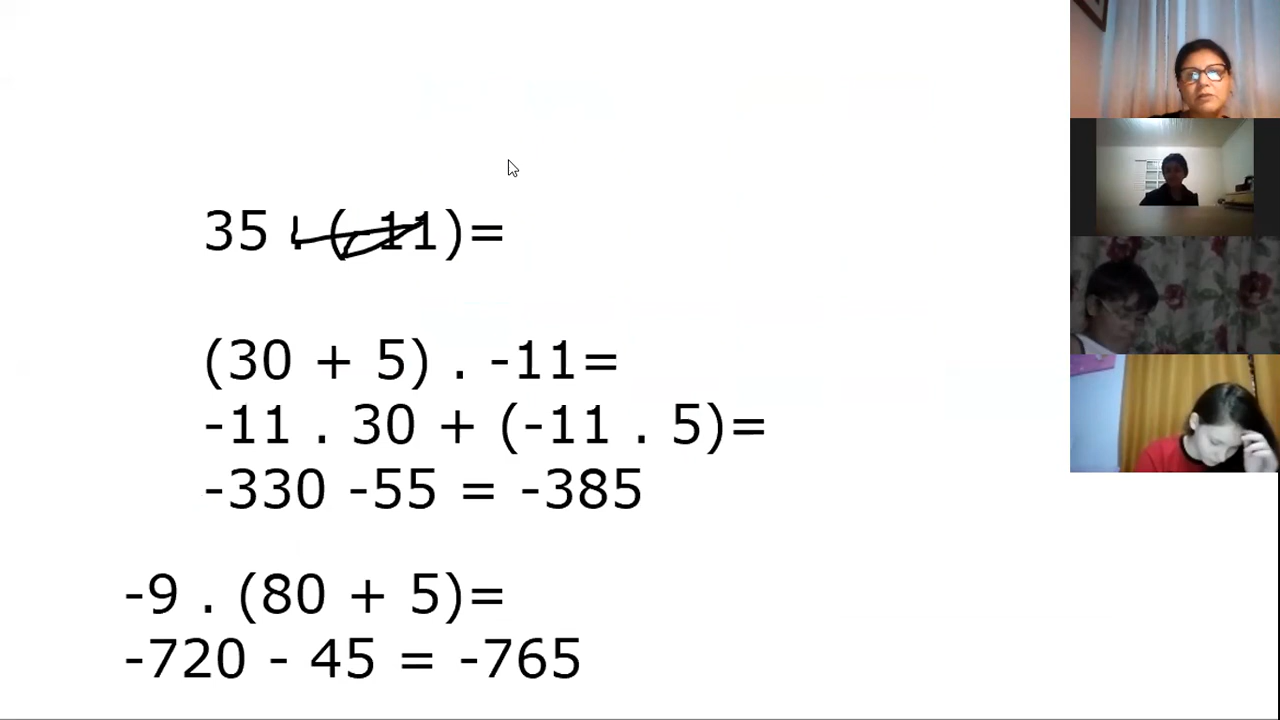 35 . (-11)=
(30 + 5) . -11=
-11 . 30 + (-11 . 5)=
-330 -55 = -385
-9 . (80 + 5)=
-720 - 45 = -765